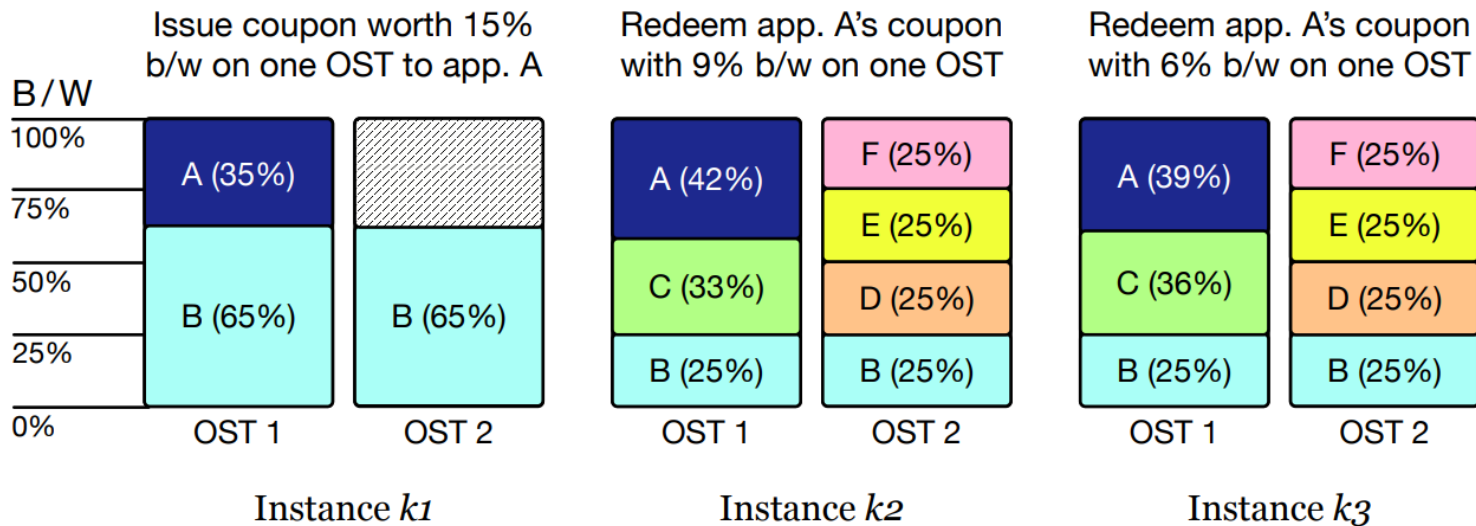 Issue coupon worth 15%
b/w on one OST to app. A
B/W
100%
75%
50%
25%
0%
A (35%)
B (65%)
B (65%)
OST 1
OST 2
Instance k1
Redeem app. A's coupon
with 9% b/w on one OST
A (42%)
C (33%)
B (25%)
F (25%)
E (25%)
D (25%)
B (25%)
OST 1
OST 2
Instance k2
Redeem app. A's coupon
with 6% b/w on one OST
A (39%)
C (36%)
B (25%)
F (25%)
E (25%)
D (25%)
B (25%)
OST 1
OST 2
Instance k3